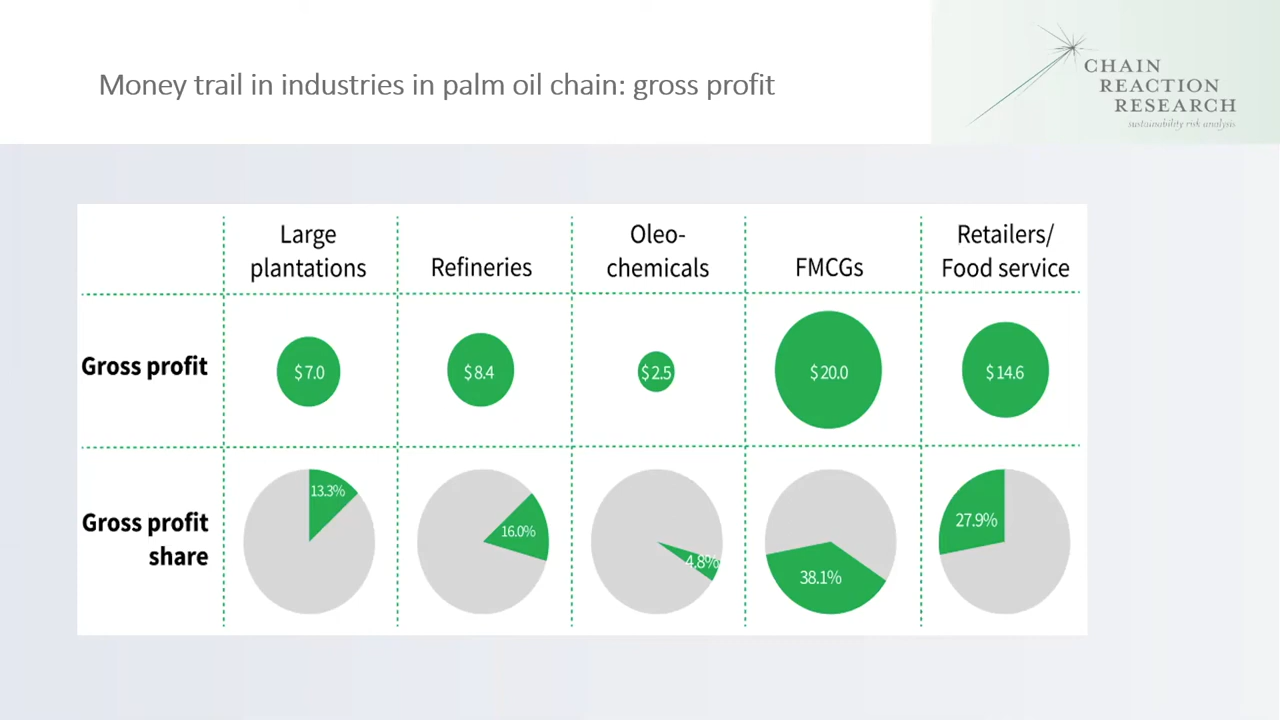 Money trail in industries in palm oil chain: gross profit
CHAIN
REACTION
RESEARCH
sustainability risk analysis
Large
plantations
Refineries
Oleo-
chemicals
FMCGs
Retailers/
Food service
Gross profit
$ 7.0
$ 8.4
$ 2.5
$ 20.0
$ 14.6
Gross profit
share
13.3%
16.0%
4.8%
38.1%
27.9%